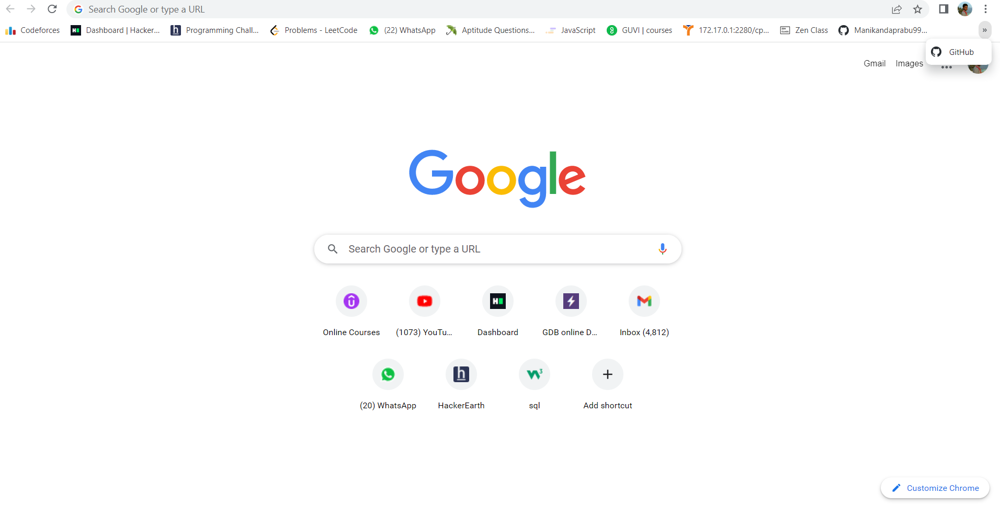 Search Google or type a URL
Codeforces Dashboard | Hacker... Programming Chall... Problems - LeetCode (22) WhatsApp Aptitude Questions... JavaScript GUVI | courses 172.17.0.1:2280/cp... Zen Class Manikandaprabu99... »
GitHub
Gmail Images
Google
Search Google or type a URL
Online Courses (1073) YouTu... Dashboard GDB online D... Inbox (4,812)
(20) WhatsApp HackerEarth sql Add shortcut
Customize Chrome